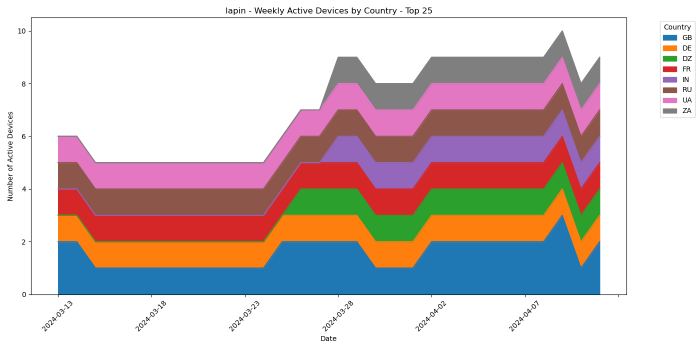 lapin - Weekly Active Devices by Country - Top 25
Number of Active Devices
10
8
6
4
2
0
2024-03-13
2024-03-18
2024-03-23
2024-03-28
2024-04-02
2024-04-07
Date
Country
GB
DE
DZ
FR
IN
RU
UA
ZA